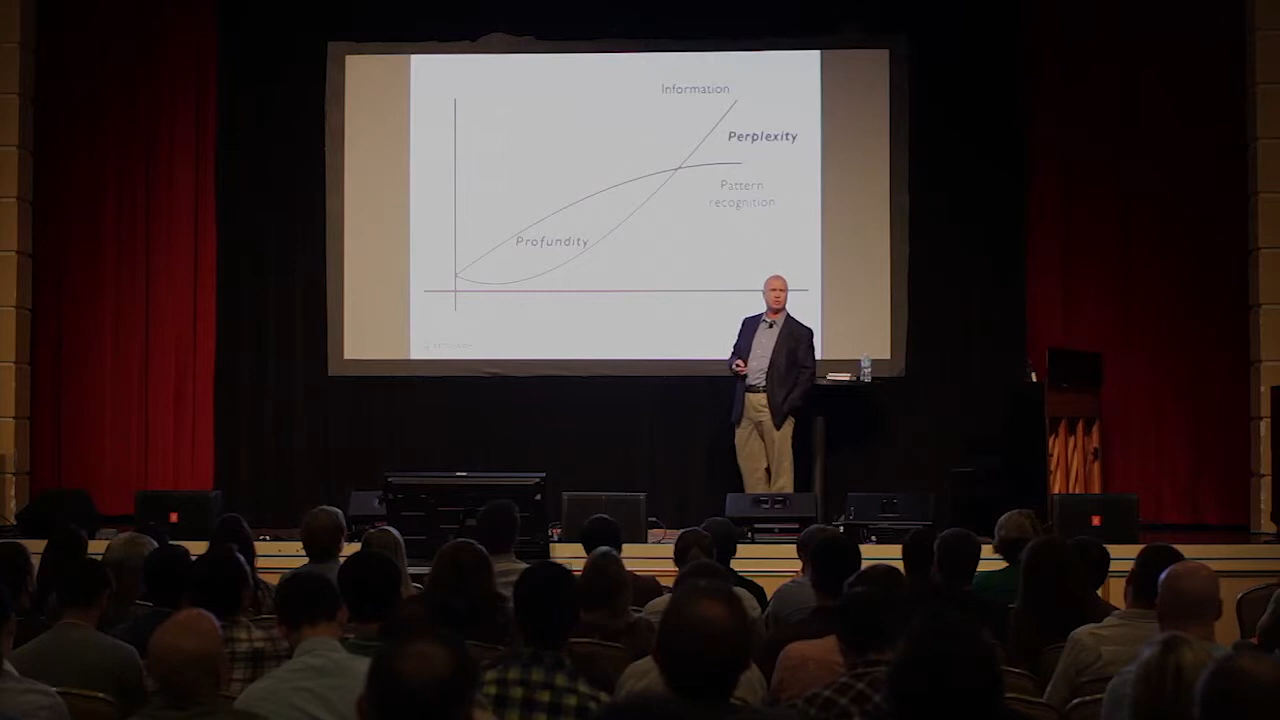 Information
Perplexity
Pattern
recognition
Profundity